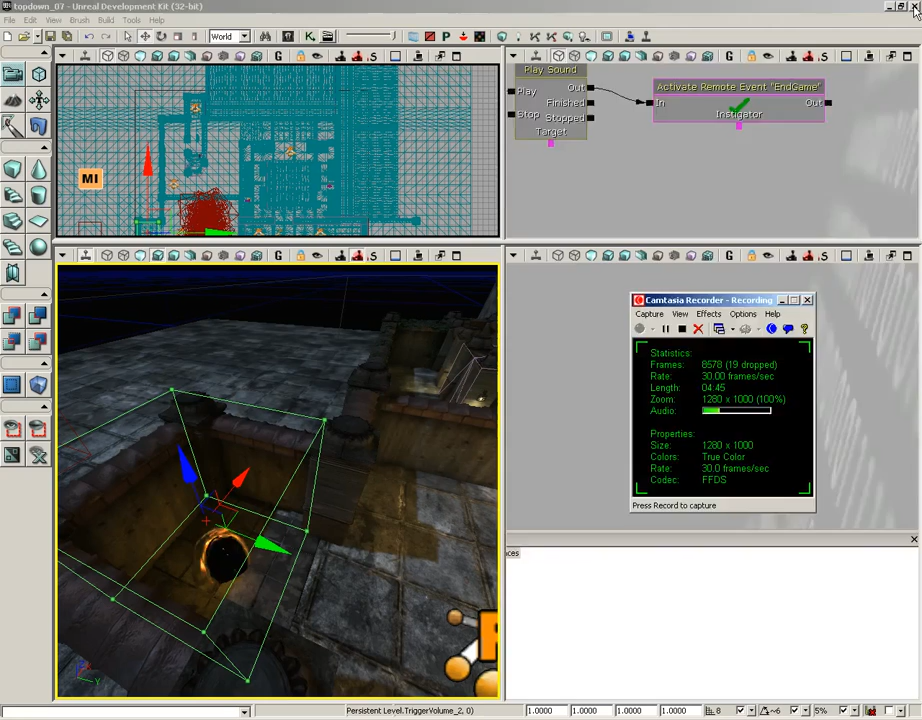 topdown_07 - Unreal Development Kit (32-bit)
File Edit View Brush Build Tools Help
World
G
P
K
Play Sound
Play
Out
Finished
Stop
Stopped
Target
Activate Remote Event "EndGame"
In
Out
Instigator
MI
G
S
G
S
G
S
G
S
Camtasia Recorder - Recording
Capture View Effects Options Help
Statistics:
Frames: 8578 (19 dropped)
Rate: 30.00 frames/sec
Length: 04:45
Zoom: 1280 x 1000 (100%)
Audio:
Properties:
Size: 1280 x 1000
Colors: True Color
Rate: 30.0 frames/sec
Codec: FFDS
Press Record to capture
Persistent Level.TriggerVolume_2, 0)
1.0000 1.0000 1.0000 1.0000 8 ~6 5%